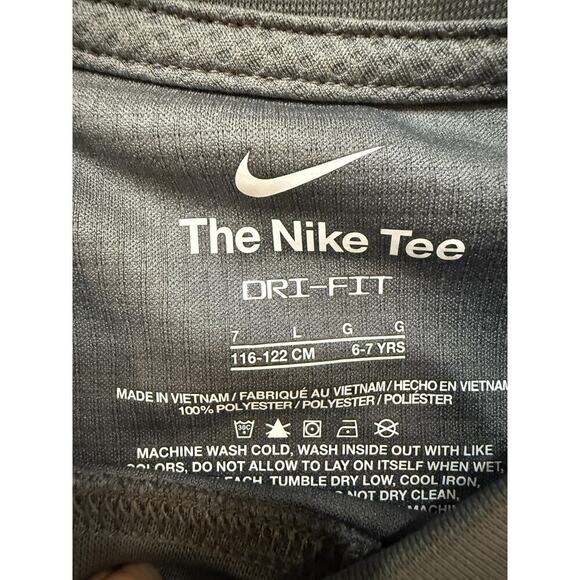 The Nike Tee
DRI-FIT
7 L G G
116-122 CM 6-7 YRS
MADE IN VIETNAM / FABRIQUÉ AU VIETNAM / HECHO EN VIETNAM
100% POLYESTER / POLYESTER / POLIÉSTER
30C
MACHINE WASH COLD, WASH INSIDE OUT WITH LIKE
COLORS, DO NOT ALLOW TO LAY ON ITSELF WHEN WET,
TUMBLE DRY LOW, COOL IRON,
NOT DRY CLEAN,
MACHINE